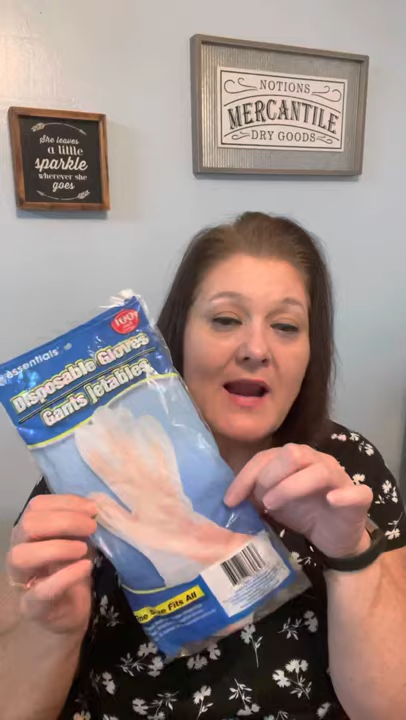 NOTIONS
MERCANTILE
DRY GOODS
She leaves
a little
sparkle
wherever she
goes
essentials
100
Disposable Gloves
Gants Jetables
Size Fits All